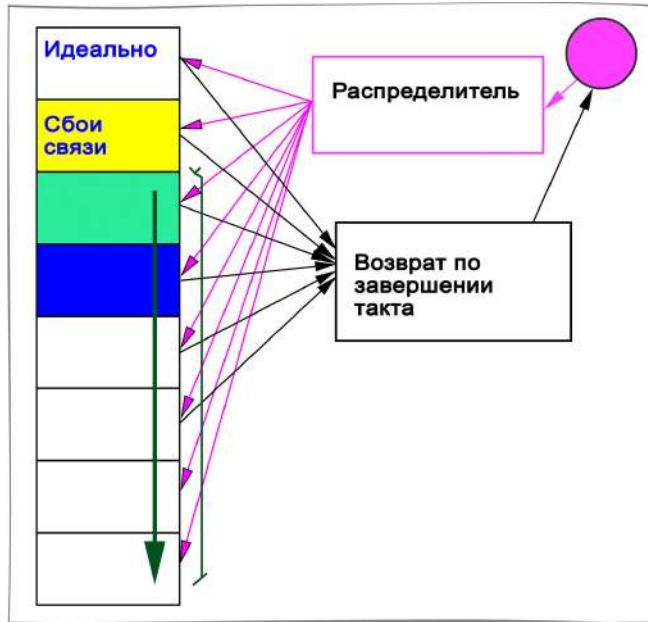 Идеально
Сбои
связи
Распределитель
Возврат по
завершении
такта